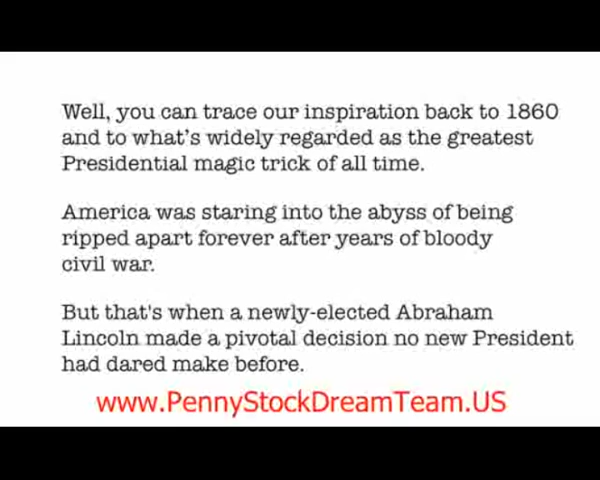 Well, you can trace our inspiration back to 1860
and to what's widely regarded as the greatest
Presidential magic trick of all time.
America was staring into the abyss of being
ripped apart forever after years of bloody
civil war.
But that's when a newly-elected Abraham
Lincoln made a pivotal decision no new President
had dared make before.
www.PennyStockDreamTeam.US